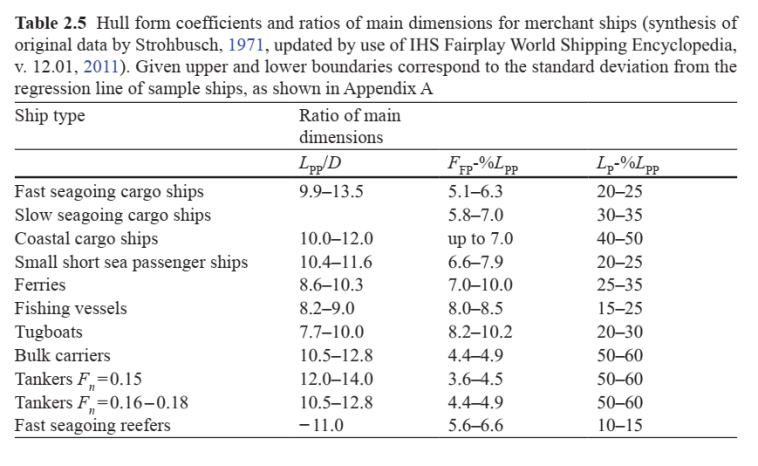 Table 2.5 Hull form coefficients and ratios of main dimensions for merchant ships (synthesis of
original data by Strohbusch, 1971, updated by use of IHS Fairplay World Shipping Encyclopedia,
v. 12.01, 2011). Given upper and lower boundaries correspond to the standard deviation from the
regression line of sample ships, as shown in Appendix A
Ship type Ratio of main
dimensions
LPP/D FFP-%LPP LP-%LPP
Fast seagoing cargo ships 9.9–13.5 5.1–6.3 20–25
Slow seagoing cargo ships 5.8–7.0 30–35
Coastal cargo ships 10.0–12.0 up to 7.0 40–50
Small short sea passenger ships 10.4–11.6 6.6–7.9 20–25
Ferries 8.6–10.3 7.0–10.0 25–35
Fishing vessels 8.2–9.0 8.0–8.5 15–25
Tugboats 7.7–10.0 8.2–10.2 20–30
Bulk carriers 10.5–12.8 4.4–4.9 50–60
Tankers Fn=0.15 12.0–14.0 3.6–4.5 50–60
Tankers Fn=0.16–0.18 10.5–12.8 4.4–4.9 50–60
Fast seagoing reefers –11.0 5.6–6.6 10–15